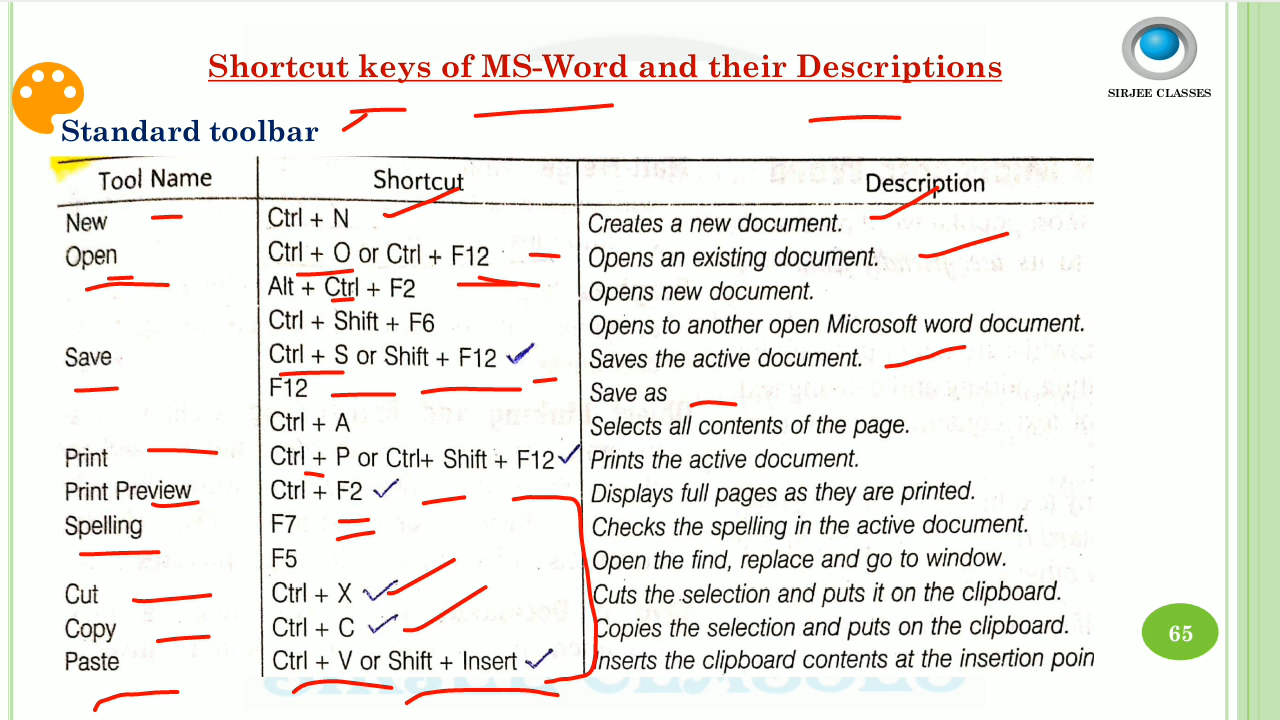 Shortcut keys of MS-Word and their Descriptions
SIRJEE CLASSES
Standard toolbar
Tool Name Shortcut Description
New Ctrl + N Creates a new document.
Open Ctrl + O or Ctrl + F12 Opens an existing document.
Alt + Ctrl + F2 Opens new document.
Ctrl + Shift + F6 Opens to another open Microsoft word document.
Save Ctrl + S or Shift + F12 Saves the active document.
F12 Save as
Ctrl + A Selects all contents of the page.
Print Ctrl + P or Ctrl+ Shift + F12 Prints the active document.
Print Preview Ctrl + F2 Displays full pages as they are printed.
Spelling F7 Checks the spelling in the active document.
F5 Open the find, replace and go to window.
Cut Ctrl + X Cuts the selection and puts it on the clipboard.
Copy Ctrl + C Copies the selection and puts on the clipboard.
Paste Ctrl + V or Shift + Insert Inserts the clipboard contents at the insertion poin
65